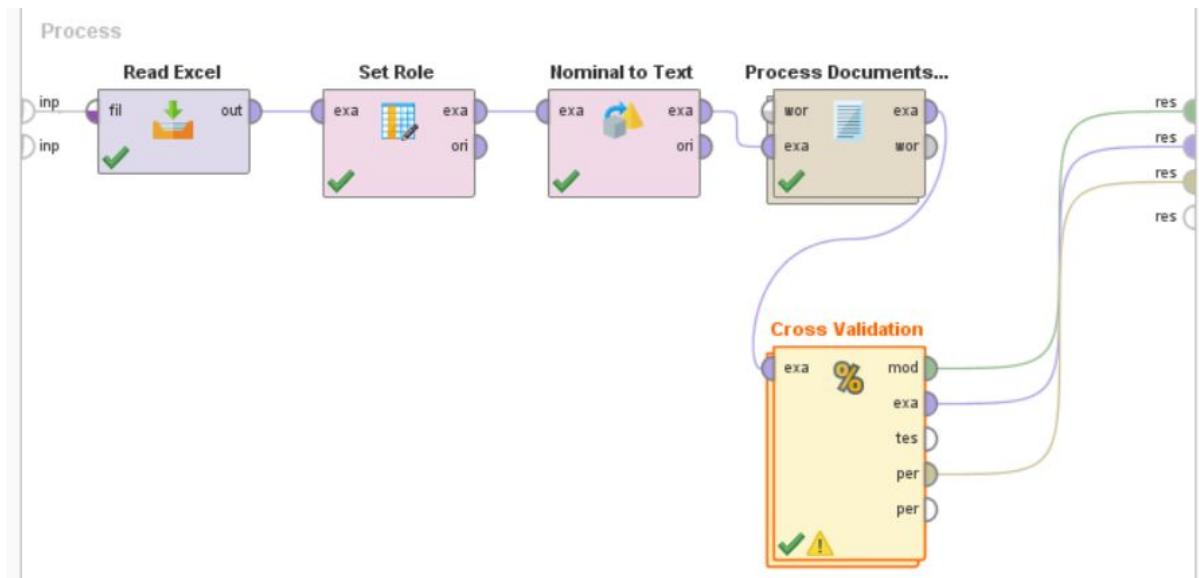 Process
Read Excel
Set Role
Nominal to Text
Process Documents...
inp
inp
fil
out
exa
exa
ori
exa
exa
ori
wor
exa
exa
wor
res
res
res
res
Cross Validation
exa
%
mod
exa
tes
per
per